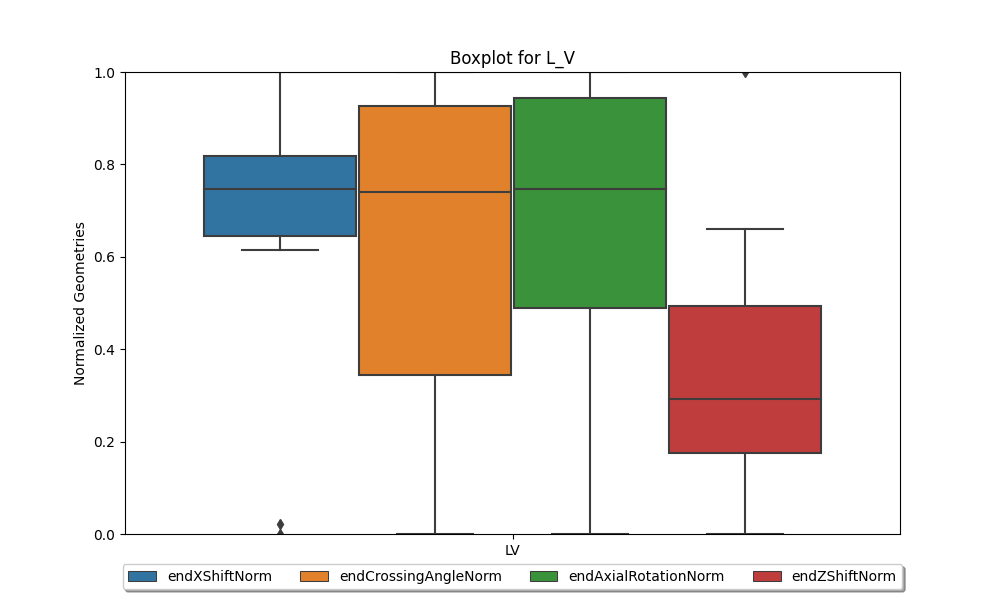 Boxplot for L_V
1.0
0.8
0.6
0.4
0.2
0.0
Normalized Geometries
LV
endXShiftNorm endCrossingAngleNorm endAxialRotationNorm endZShiftNorm